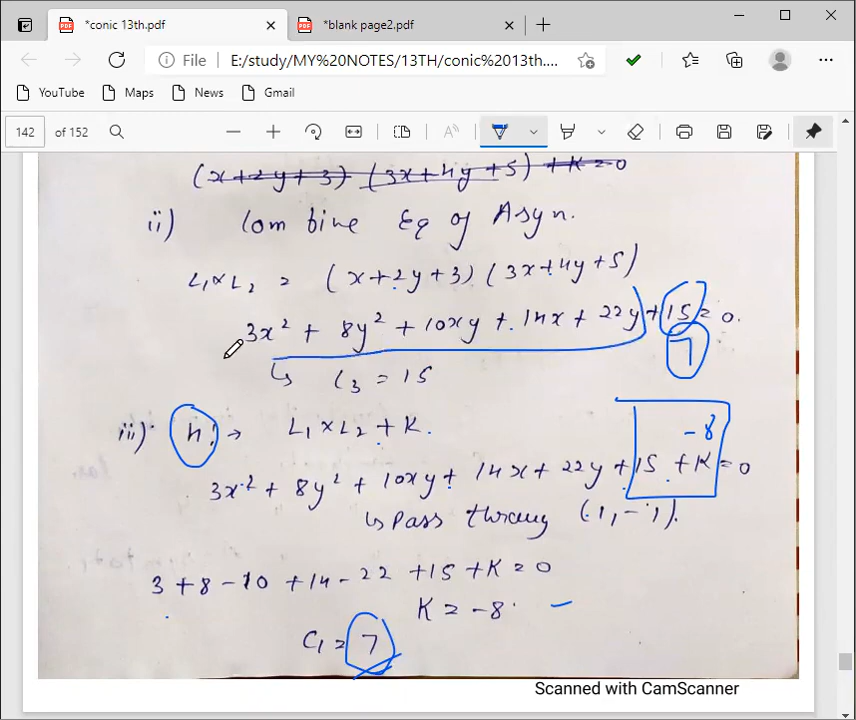 *conic 13th.pdf
*blank page2.pdf
File E:/study/MY%20NOTES/13TH/conic%2013th....
YouTube Maps News Gmail
142 of 152
(x+2y+3) (3x+4y+5) +K=0
ii) Combine Eq of Asyn.
L₁×L₂ = (x+2y+3)(3x+4y+5)
3x² + 8y² + 10xy + 14x + 22y + 15 = 0.
7
↳ C₃ = 15
-8
iii) H: → L₁×L₂ + K.
3x² + 8y² + 10xy + 14x + 22y + 15 + K = 0
↳ Pass throug (1,-1).
3 + 8 - 10 + 14 - 22 + 15 + K = 0
K = -8 -
C₁ = 7
Scanned with CamScanner